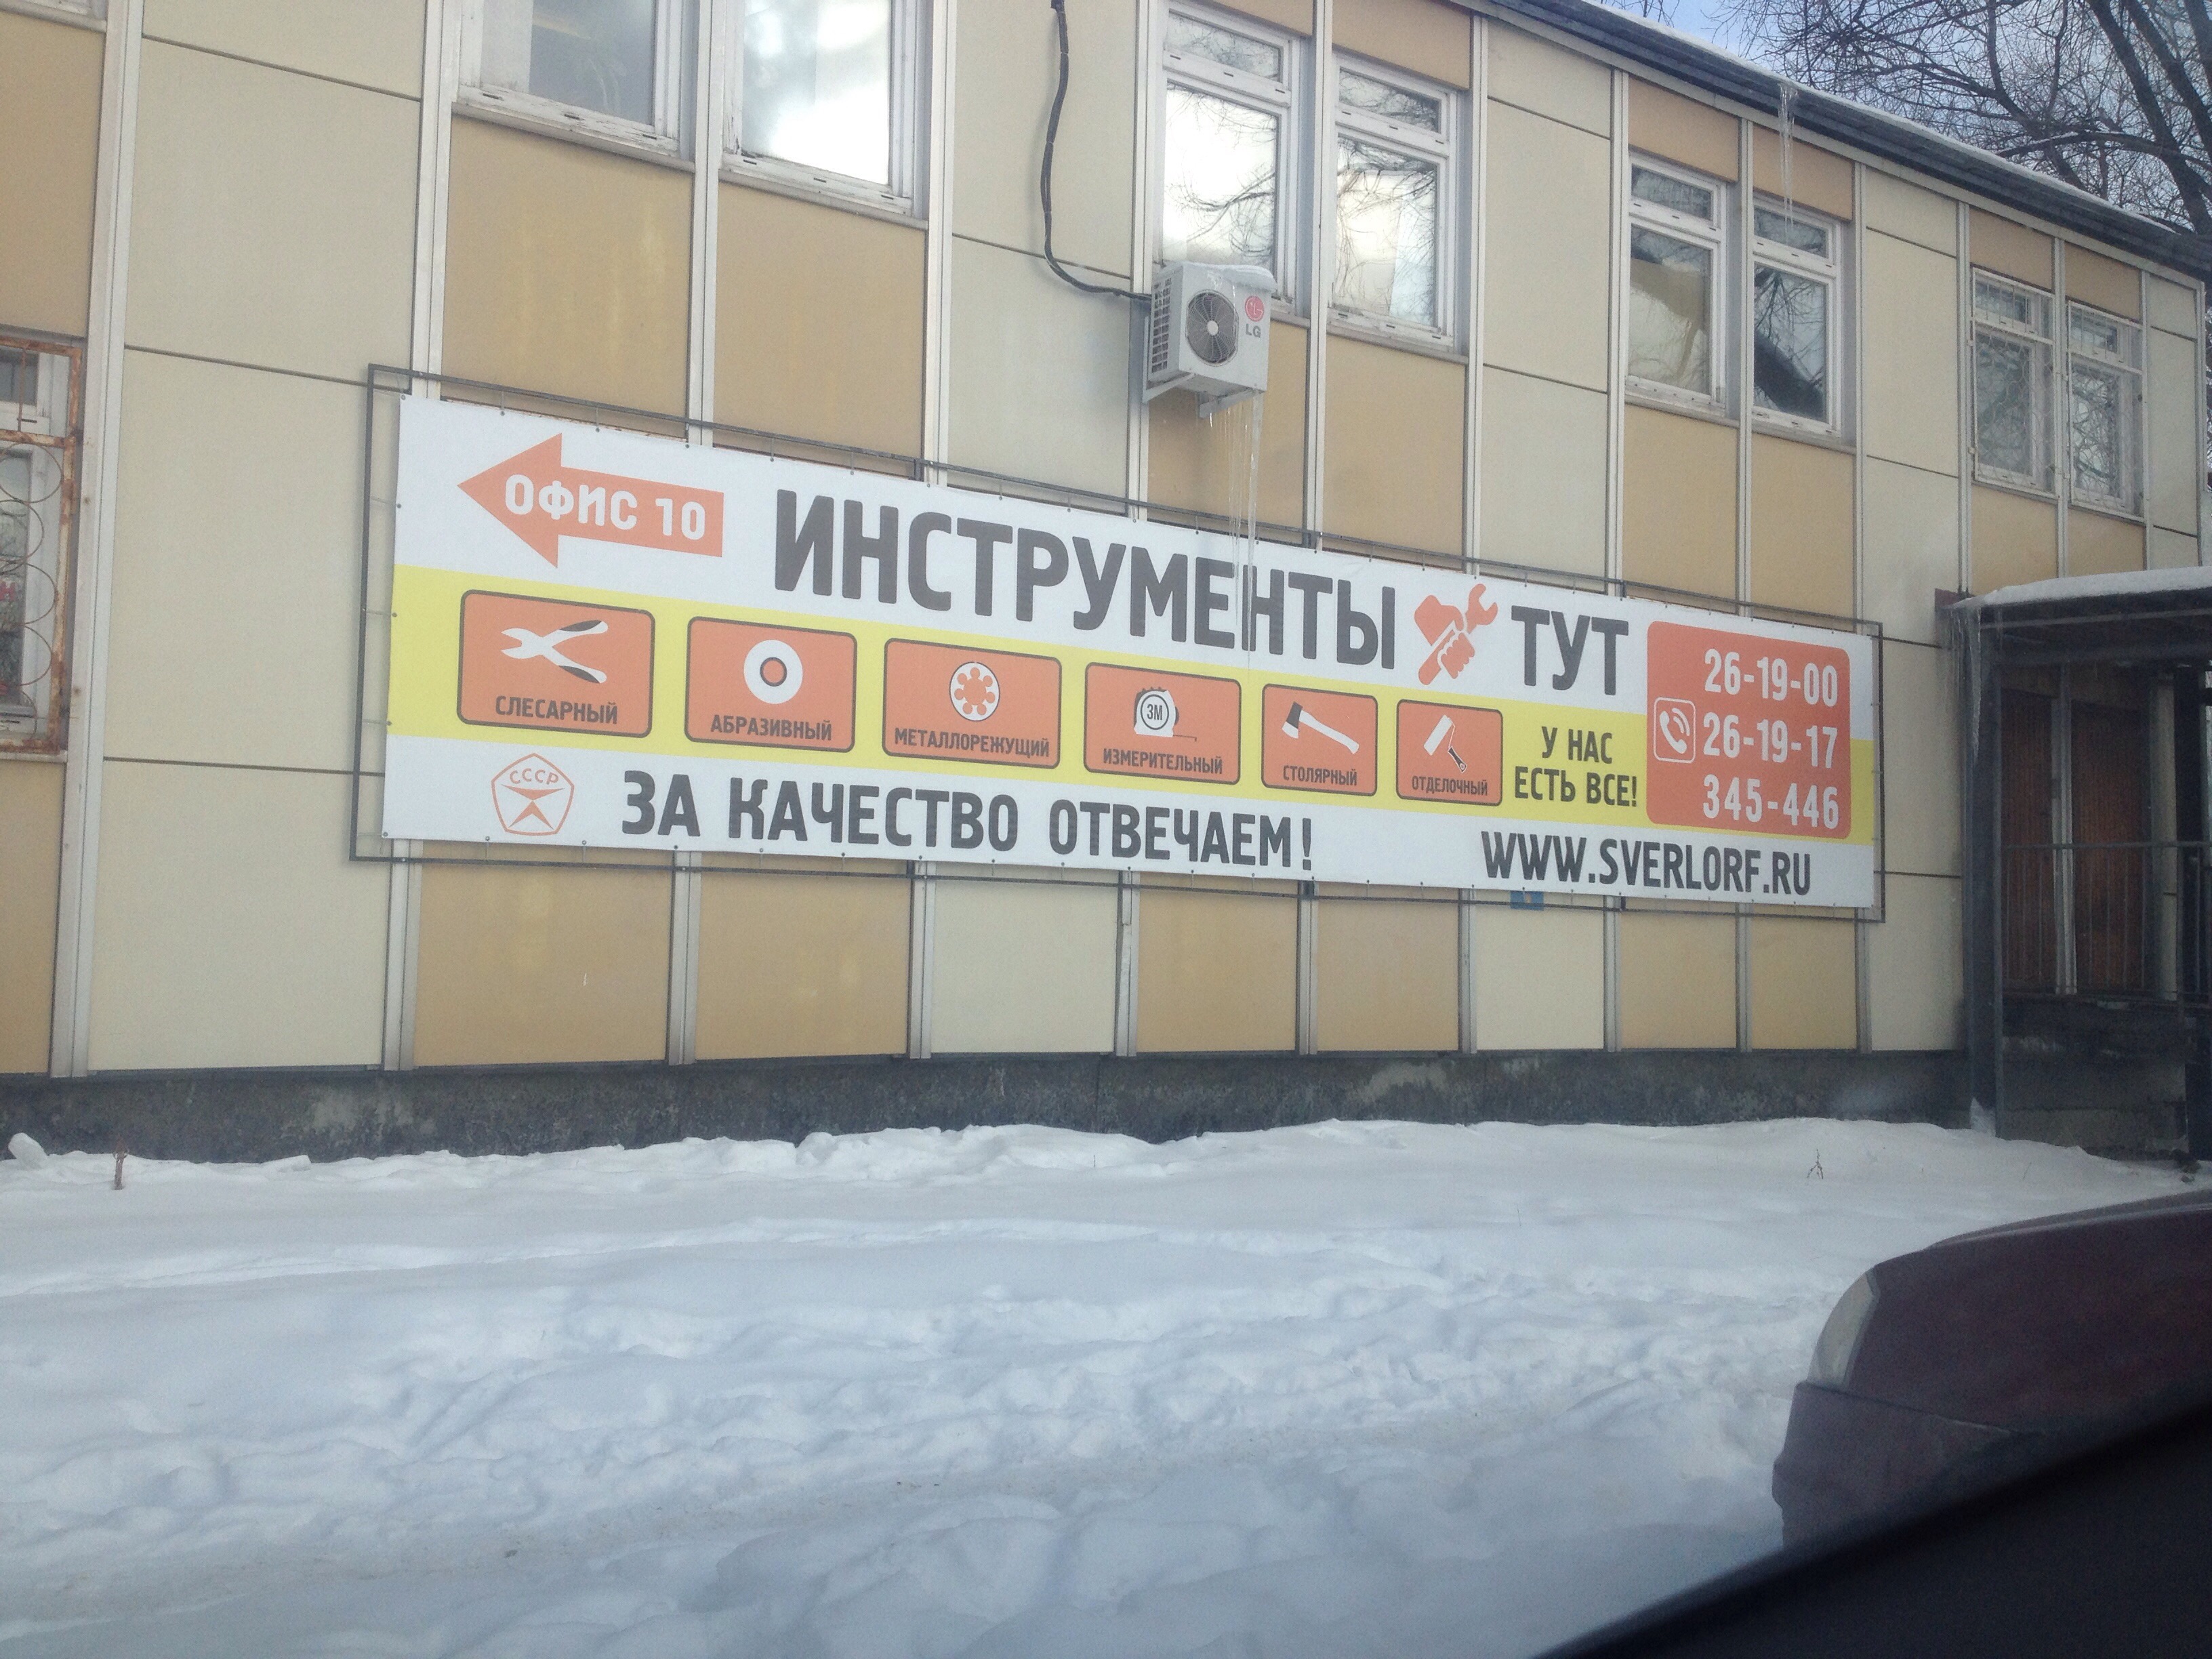 LG
ОФИС 10
ИНСТРУМЕНТЫ ТУТ
26-19-00
26-19-17
345-446
СЛЕСАРНЫЙ
АБРАЗИВНЫЙ
МЕТАЛЛОРЕЖУЩИЙ
3М
ИЗМЕРИТЕЛЬНЫЙ
СТОЛЯРНЫЙ
ОТДЕЛОЧНЫЙ
У НАС
ЕСТЬ ВСЕ!
СССР
ЗА КАЧЕСТВО ОТВЕЧАЕМ!
WWW.SVERLORF.RU